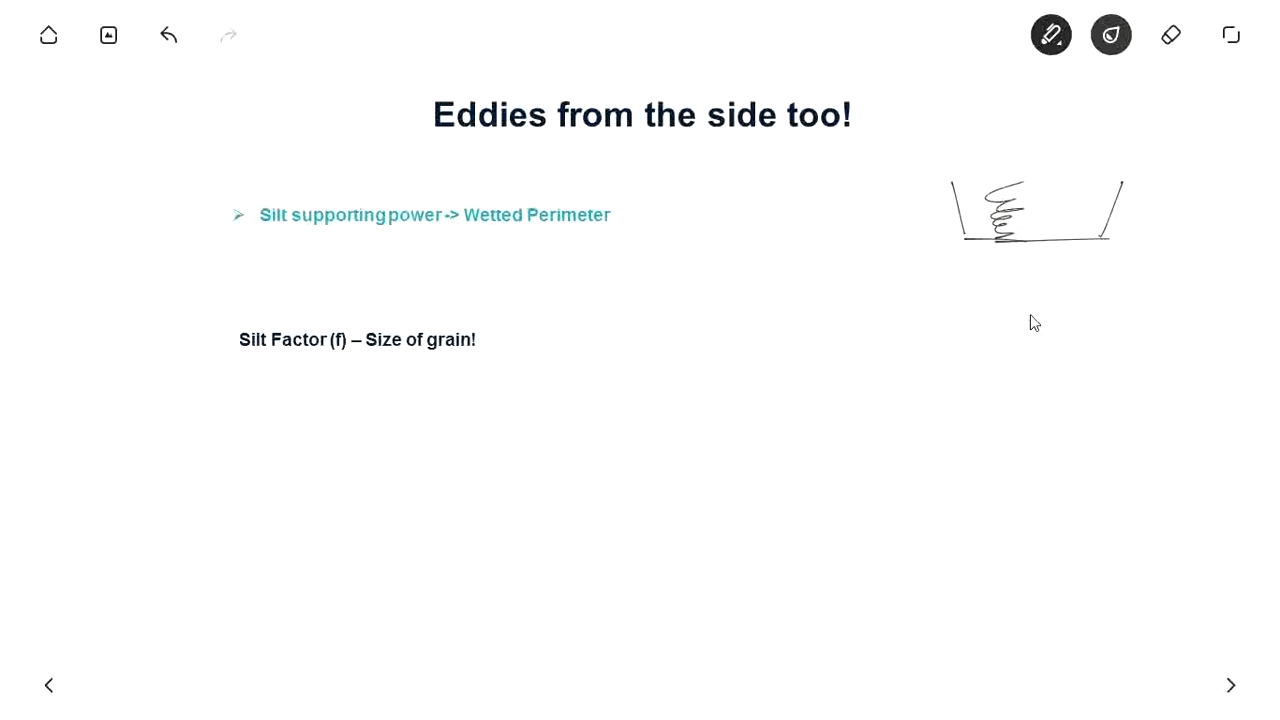 Eddies from the side too!
Silt supporting power -> Wetted Perimeter
Silt Factor (f) – Size of grain!